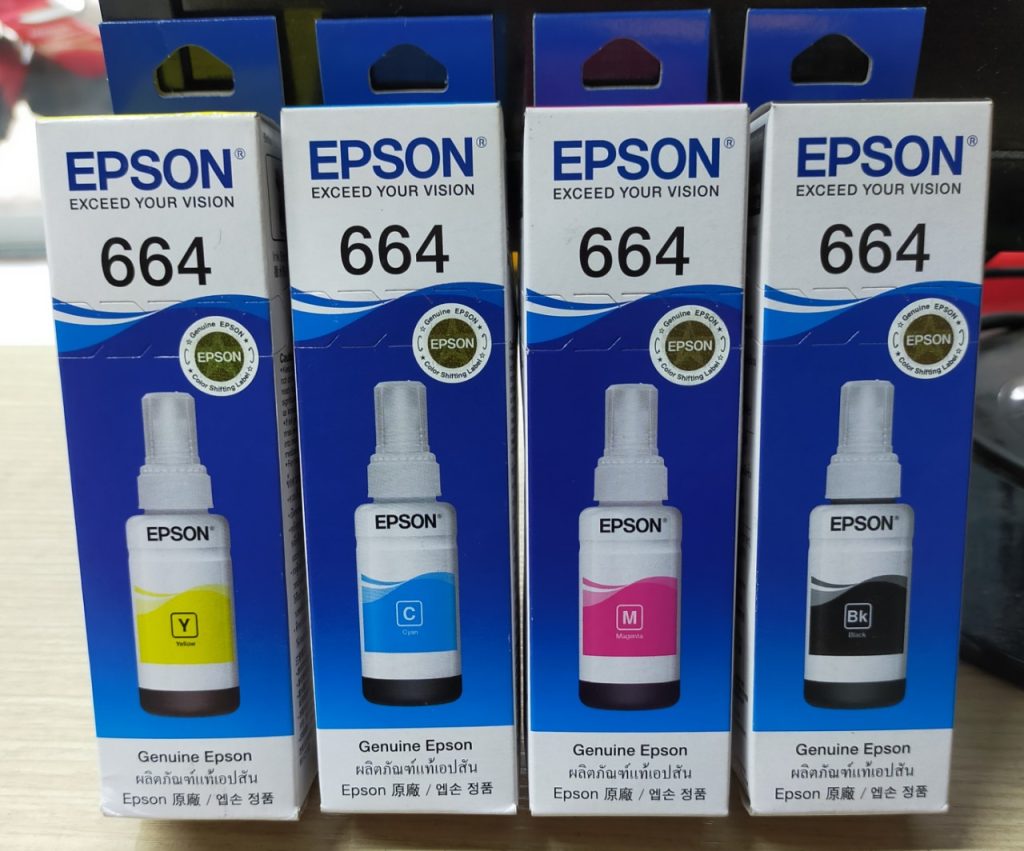 EPSON®
EXCEED YOUR VISION
664
Genuine EPSON
EPSON
Color Shifting Label
EPSON®
Y
Yellow
Genuine Epson
ผลิตภัณฑ์แท้เอปสัน
Epson 原廠 / 엡손 정품
EPSON®
EXCEED YOUR VISION
664
Genuine EPSON
EPSON
Color Shifting Label
EPSON®
C
Cyan
Genuine Epson
ผลิตภัณฑ์แท้เอปสัน
Epson 原廠 / 엡손 정품
EPSON®
EXCEED YOUR VISION
664
Genuine EPSON
EPSON
Color Shifting Label
EPSON®
M
Magenta
Genuine Epson
ผลิตภัณฑ์แท้เอปสัน
Epson 原廠 / 엡손 정품
EPSON®
EXCEED YOUR VISION
664
Genuine EPSON
EPSON
Color Shifting Label
EPSON®
Bk
Black
Genuine Epson
ผลิตภัณฑ์แท้เอปสัน
Epson 原廠 / 엡손 정품